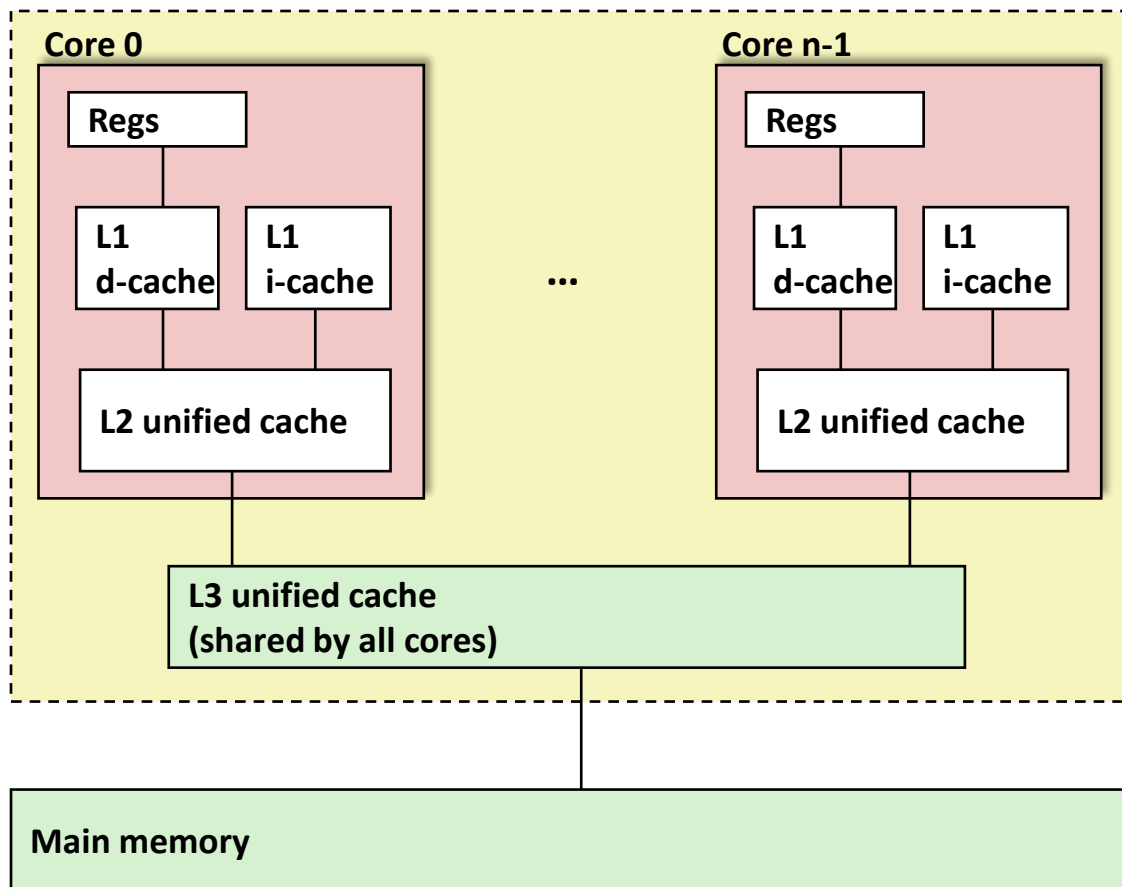 Core 0
Regs
L1
d-cache
L1
i-cache
L2 unified cache
...
Core n-1
Regs
L1
d-cache
L1
i-cache
L2 unified cache
L3 unified cache
(shared by all cores)
Main memory